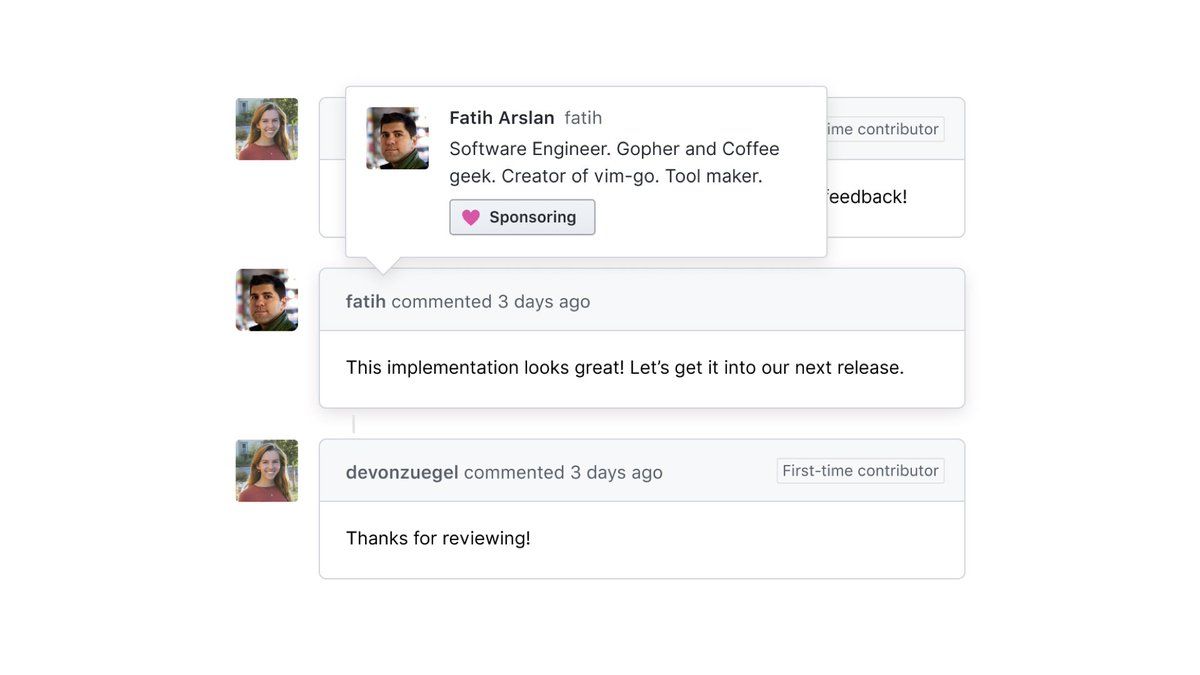 Fatih Arslan fatih
Software Engineer. Gopher and Coffee
geek. Creator of vim-go. Tool maker.
Sponsoring
contributor
fatih commented 3 days ago
This implementation looks great! Let’s get it into our next release.
devonzuegel commented 3 days ago
First-time contributor
Thanks for reviewing!